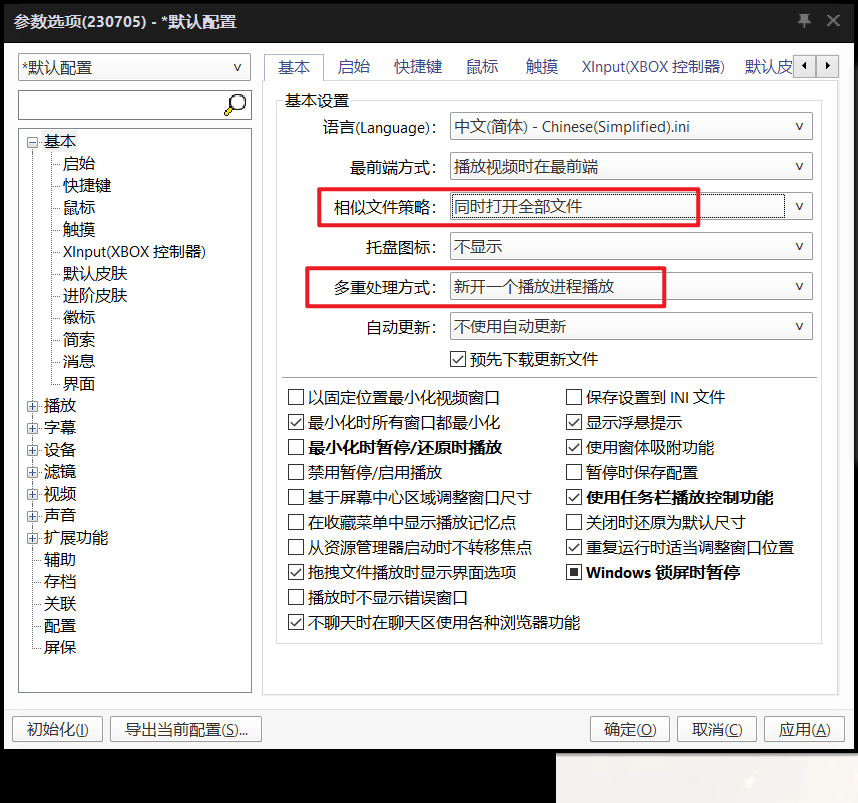 参数选项(230705) - *默认配置
*默认配置
基本
启始
快捷键
鼠标
触摸
XInput(XBOX 控制器)
默认皮肤
进阶皮肤
徽标
简索
消息
界面
播放
字幕
设备
滤镜
视频
声音
扩展功能
辅助
存档
关联
配置
屏保
基本 启始 快捷键 鼠标 触摸 XInput(XBOX 控制器) 默认皮
基本设置
语言(Language)： 中文(简体) - Chinese(Simplified).ini
最前端方式： 播放视频时在最前端
相似文件策略： 同时打开全部文件
托盘图标： 不显示
多重处理方式： 新开一个播放进程播放
自动更新： 不使用自动更新
预先下载更新文件
以固定位置最小化视频窗口
最小化时所有窗口都最小化
最小化时暂停/还原时播放
禁用暂停/启用播放
基于屏幕中心区域调整窗口尺寸
在收藏菜单中显示播放记忆点
从资源管理器启动时不转移焦点
拖拽文件播放时显示界面选项
播放时不显示错误窗口
不聊天时在聊天区使用各种浏览器功能
保存设置到 INI 文件
显示浮悬提示
使用窗体吸附功能
暂停时保存配置
使用任务栏播放控制功能
关闭时还原为默认尺寸
重复运行时适当调整窗口位置
Windows 锁屏时暂停
初始化(I) 导出当前配置(S)... 确定(O) 取消(C) 应用(A)